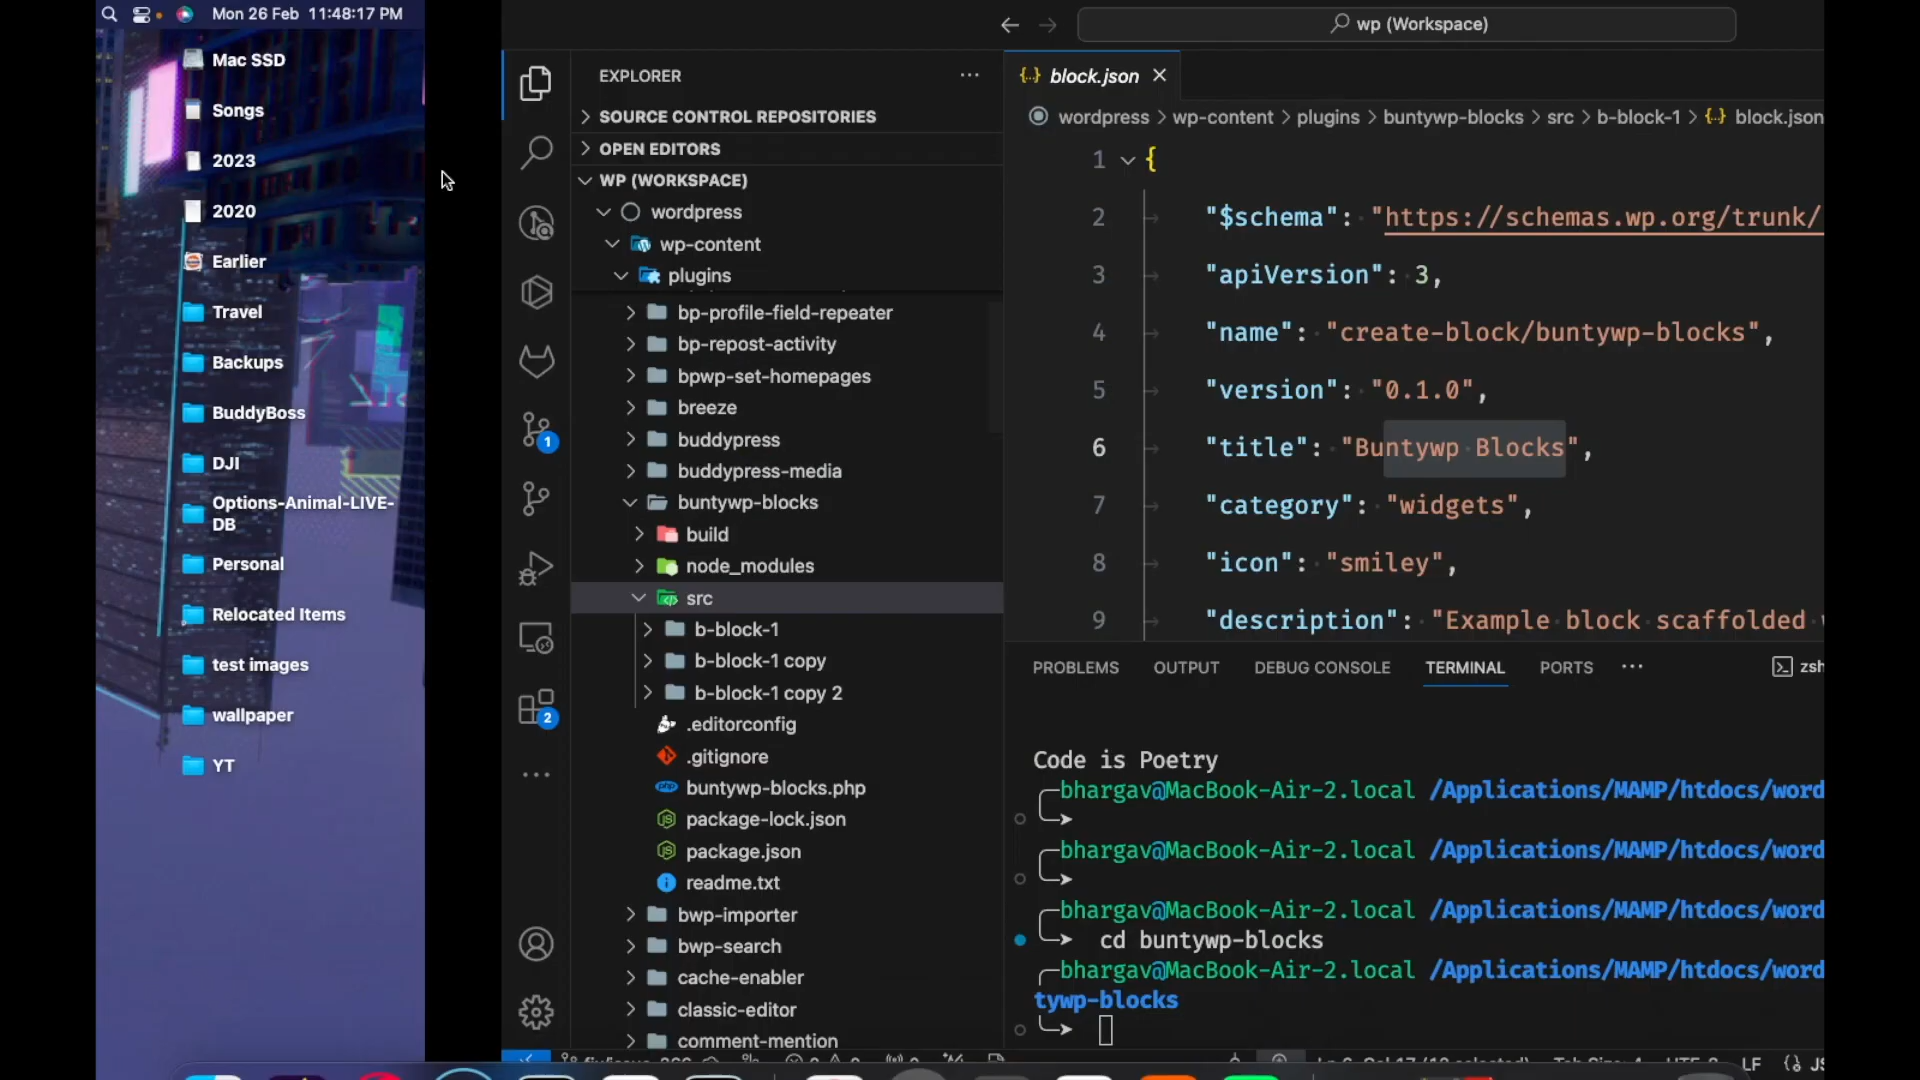 Mon 26 Feb 11:48:17 PM
Mac SSD
Songs
2023
2020
Earlier
Travel
Backups
BuddyBoss
DJI
Options-Animal-LIVE-
DB
Personal
Relocated Items
test images
wallpaper
YT
wp (Workspace)
EXPLORER
SOURCE CONTROL REPOSITORIES
OPEN EDITORS
WP (WORKSPACE)
wordpress
wp-content
plugins
bp-profile-field-repeater
bp-repost-activity
bpwp-set-homepages
breeze
buddypress
buddypress-media
buntywp-blocks
build
node_modules
src
b-block-1
b-block-1 copy
b-block-1 copy 2
.editorconfig
.gitignore
buntywp-blocks.php
package-lock.json
package.json
readme.txt
bwp-importer
bwp-search
cache-enabler
classic-editor
comment-mention
1
2
{..} block.json
wordpress > wp-content > plugins > buntywp-blocks > src > b-block-1 > {..} block.json
1 {
2 "$schema": "https://schemas.wp.org/trunk/
3 "apiVersion": 3,
4 "name": "create-block/buntywp-blocks",
5 "version": "0.1.0",
6 "title": "Buntywp Blocks",
7 "category": "widgets",
8 "icon": "smiley",
9 "description": "Example block scaffolded
PROBLEMS OUTPUT DEBUG CONSOLE TERMINAL PORTS zsh
Code is Poetry
bhargav@MacBook-Air-2.local /Applications/MAMP/htdocs/word
bhargav@MacBook-Air-2.local /Applications/MAMP/htdocs/word
bhargav@MacBook-Air-2.local /Applications/MAMP/htdocs/word
cd buntywp-blocks
bhargav@MacBook-Air-2.local /Applications/MAMP/htdocs/word
tywp-blocks
LF